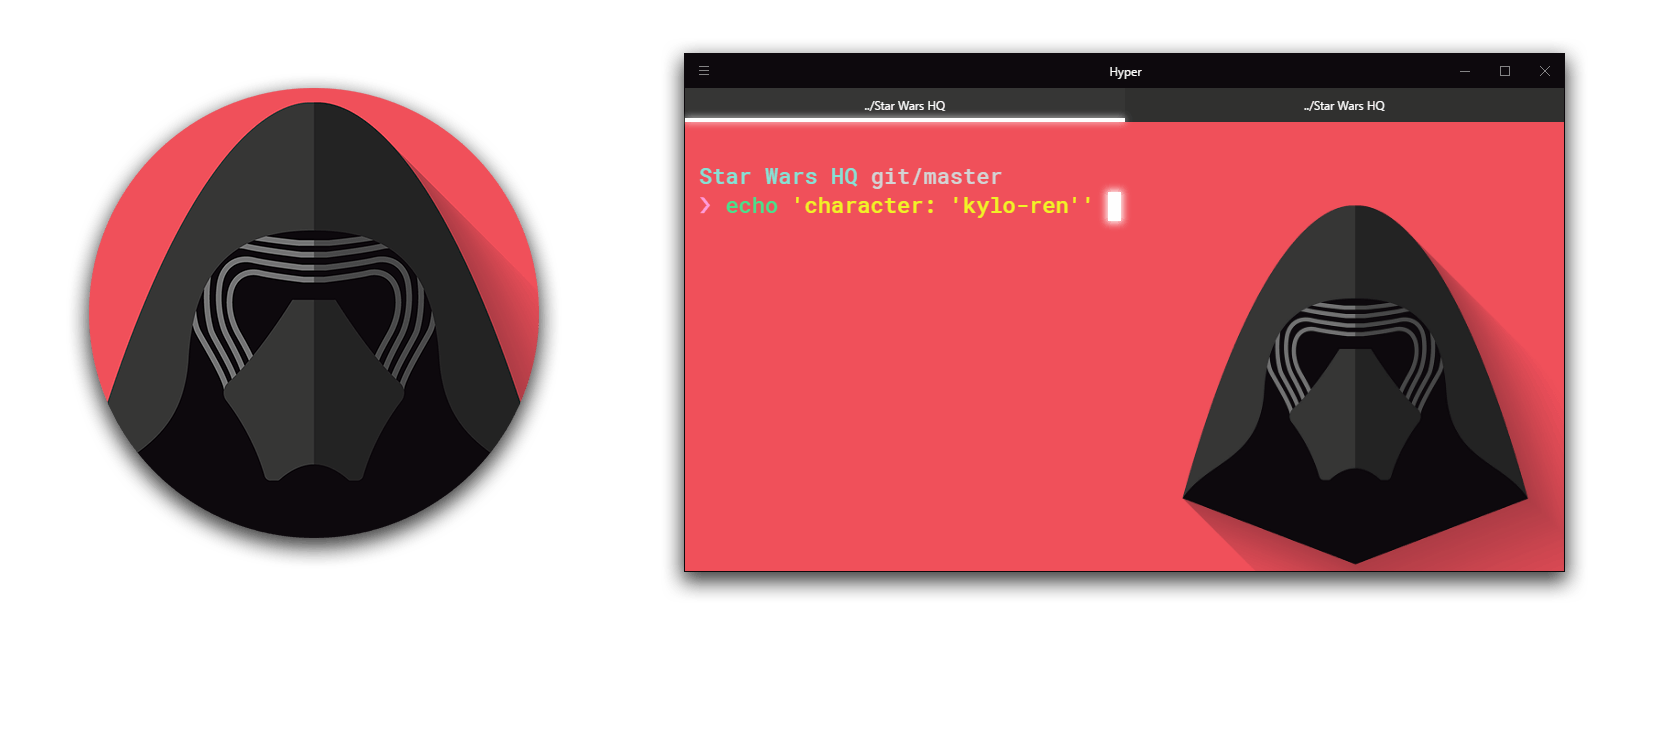 Hyper
../Star Wars HQ
../Star Wars HQ
Star Wars HQ git/master
❯ echo 'character: 'kylo-ren''